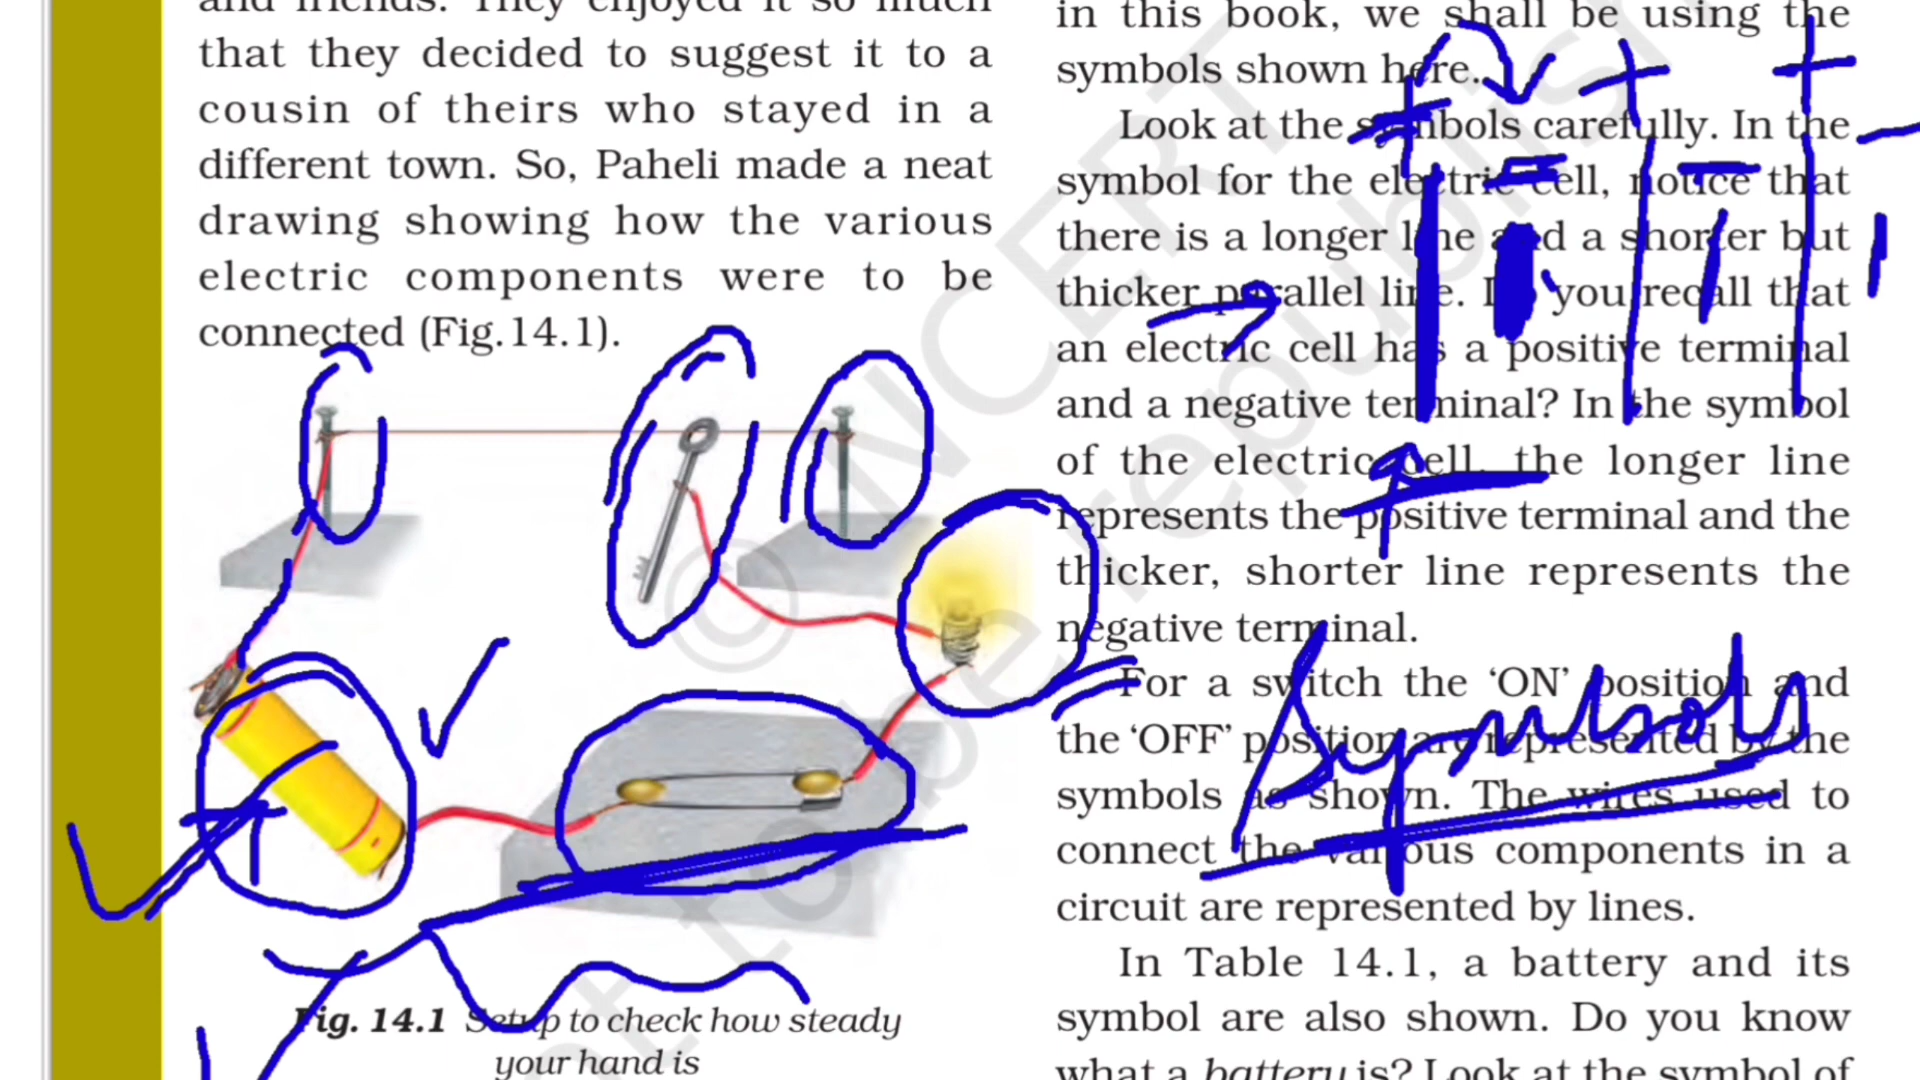 and friends. They enjoyed it so much
that they decided to suggest it to a
cousin of theirs who stayed in a
different town. So, Paheli made a neat
drawing showing how the various
electric components were to be
connected (Fig.14.1).
Fig. 14.1 Setup to check how steady
your hand is
in this book, we shall be using the
symbols shown here.
Look at the symbols carefully. In the
symbol for the electric cell, notice that
there is a longer line and a shorter but
thicker parallel line. Do you recall that
an electric cell has a positive terminal
and a negative terminal? In the symbol
of the electric cell, the longer line
represents the positive terminal and the
thicker, shorter line represents the
negative terminal.
For a switch the ‘ON’ position and
the ‘OFF’ position are represented by the
symbols as shown. The wires used to
connect the various components in a
circuit are represented by lines.
In Table 14.1, a battery and its
symbol are also shown. Do you know
what a battery is? Look at the symbol of
Symbols
© NCERT
not to be republish